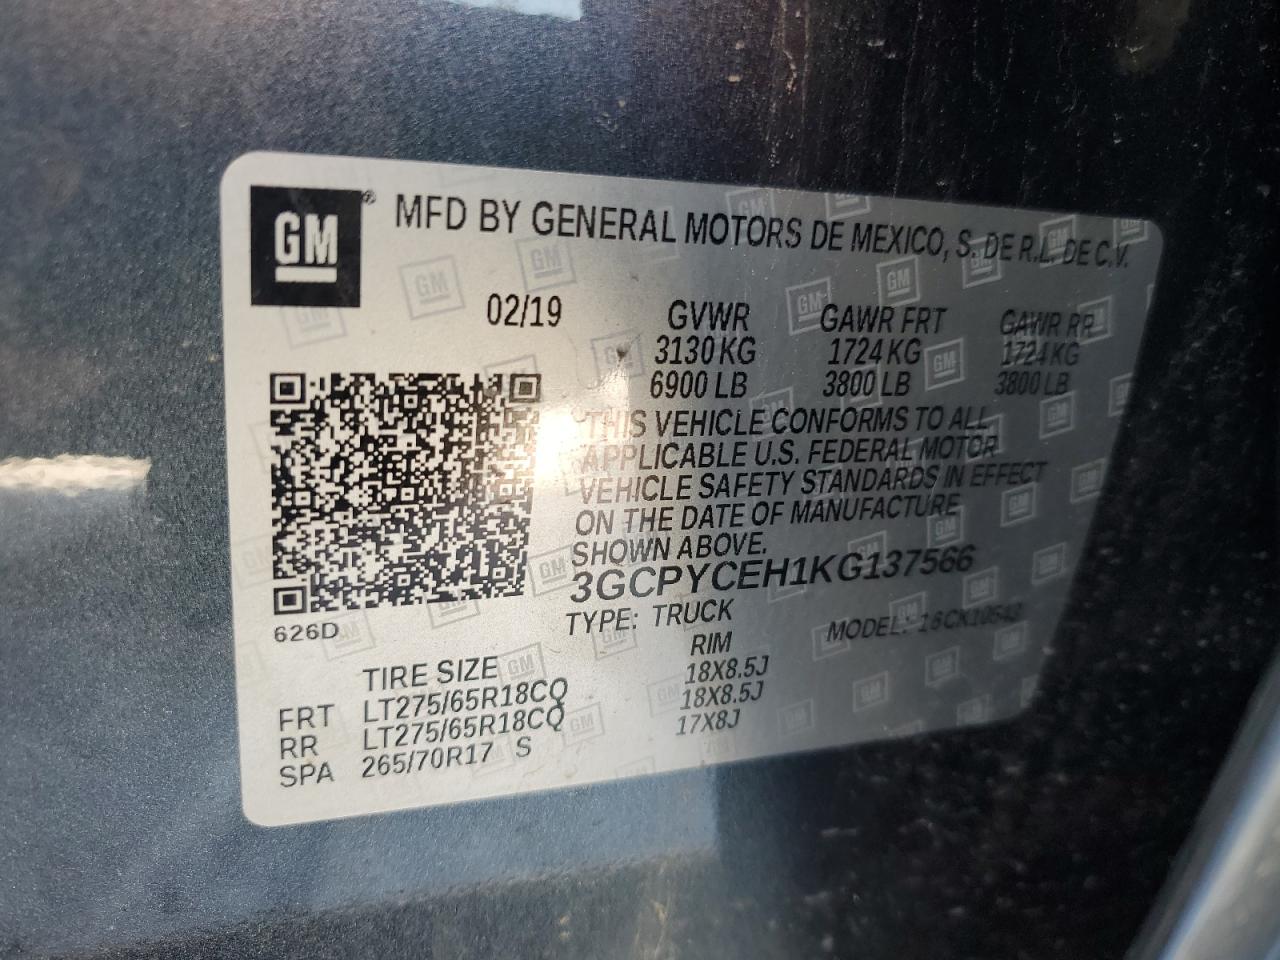 GM® MFD BY GENERAL MOTORS DE MEXICO, S. DE R.L. DE C.V.
02/19 GVWR GAWR FRT GAWR RR
3130 KG 1724 KG 1724 KG
6900 LB 3800 LB 3800 LB
THIS VEHICLE CONFORMS TO ALL
APPLICABLE U.S. FEDERAL MOTOR
VEHICLE SAFETY STANDARDS IN EFFECT
ON THE DATE OF MANUFACTURE
SHOWN ABOVE.
3GCPYCEH1KG137566
626D TYPE: TRUCK MODEL:
TIRE SIZE RIM
FRT LT275/65R18CQ 18X8.5J
RR LT275/65R18CQ 18X8.5J
SPA 265/70R17 S 17X8J